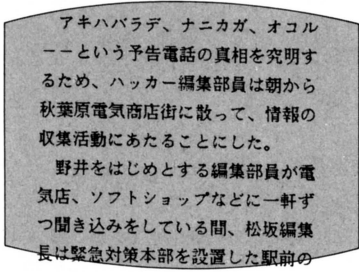 アキハバラデ、ナニカガ、オコル
――という予告電話の真相を究明す
るため、ハッカー編集部員は朝から
秋葉原電気商店街に散って、情報の
収集活動にあたることにした。
野井をはじめとする編集部員が電
気店、ソフトショップなどに一軒ず
つ聞き込みをしている間、松坂編集
長は緊急対策本部を設置した駅前の